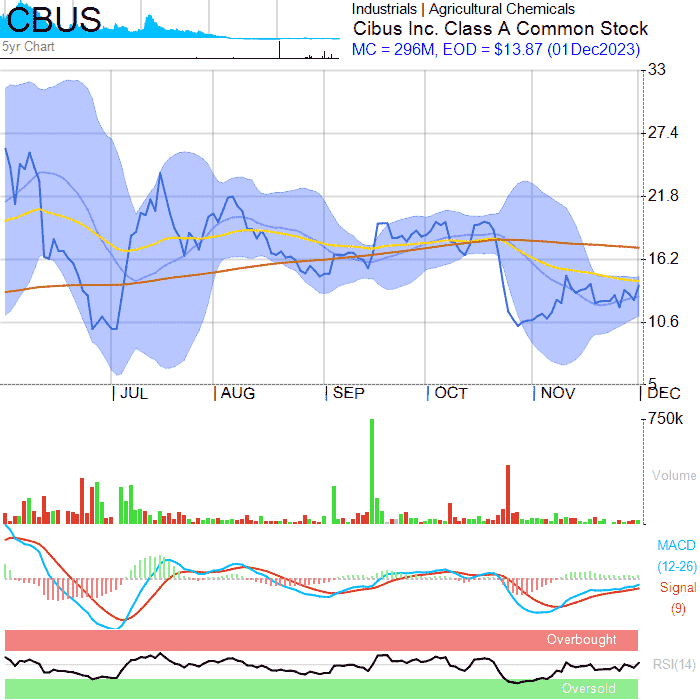 CBUS
5yr Chart
Industrials | Agricultural Chemicals
Cibus Inc. Class A Common Stock
MC = 296M, EOD = $13.87 (01Dec2023)
33
27.4
21.8
16.2
10.6
5
| JUL | AUG | SEP | OCT | NOV | DEC
750k
Volume
MACD
(12-26)
Signal
(9)
Overbought
RSI(14)
Oversold